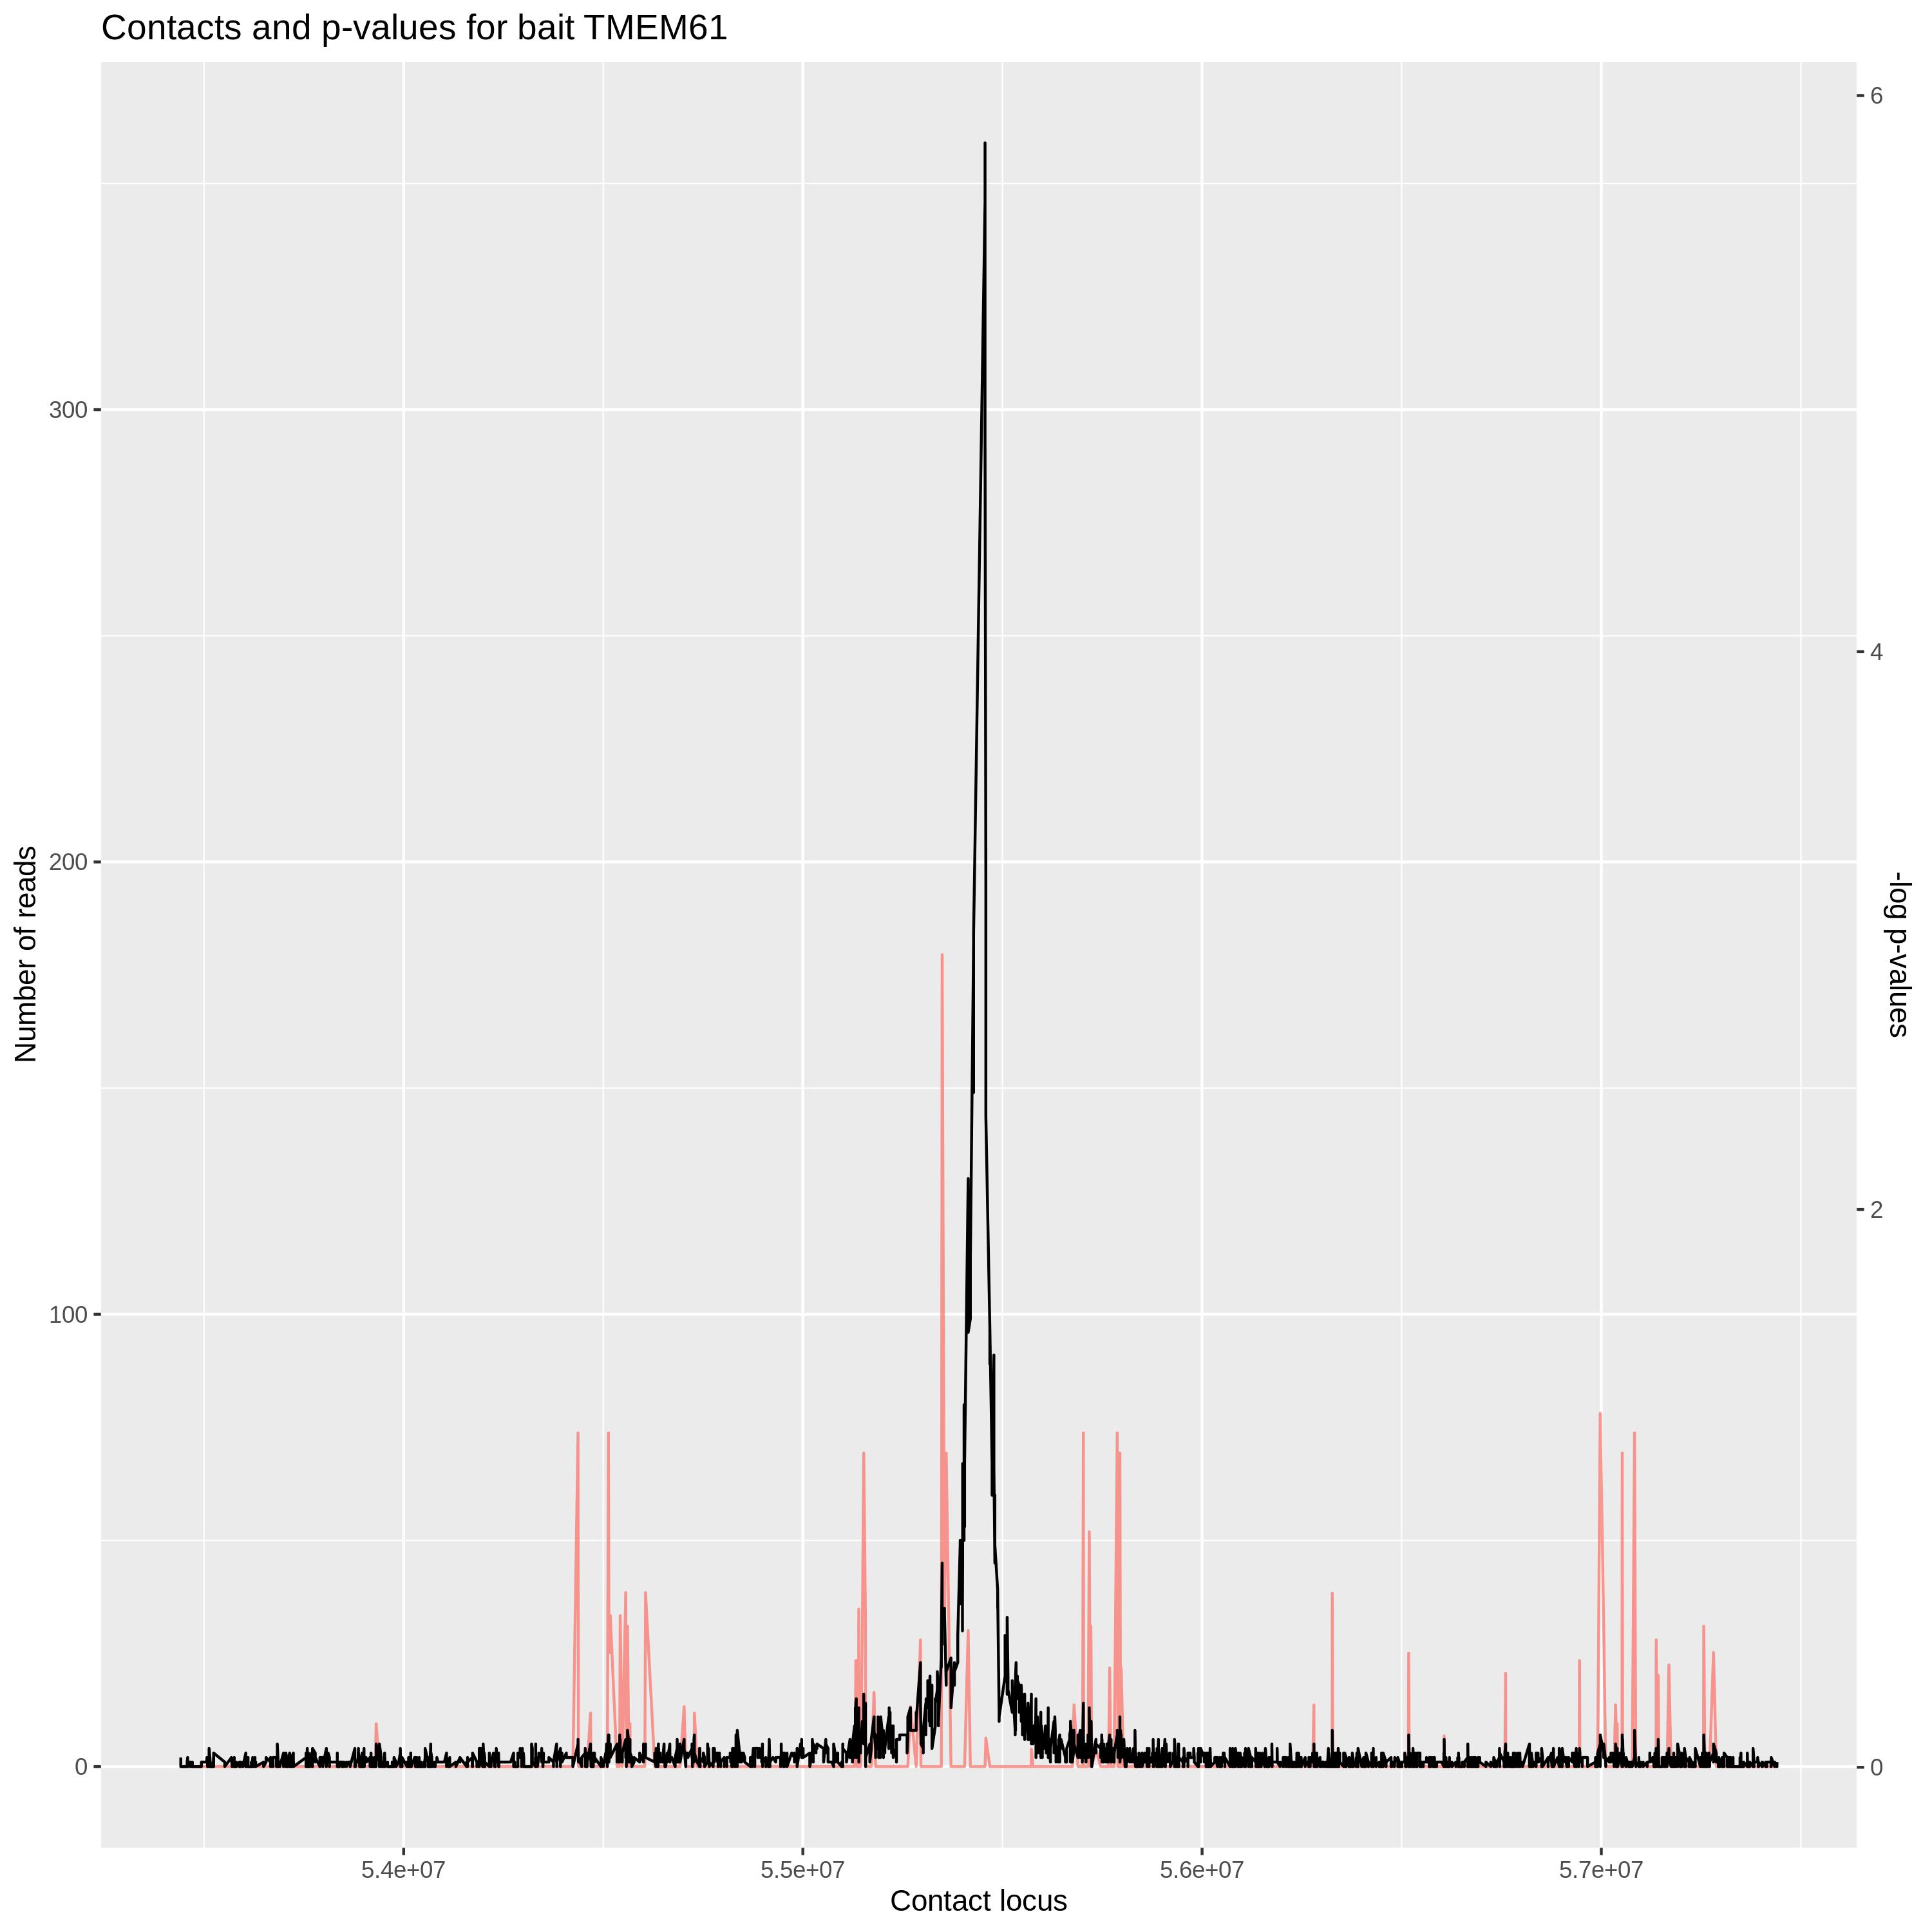 Contacts and p-values for bait TMEM61
6
300
4
200
Number of reads
-log p-values
2
100
0
0
5.4e+07
5.5e+07
5.6e+07
5.7e+07
Contact locus